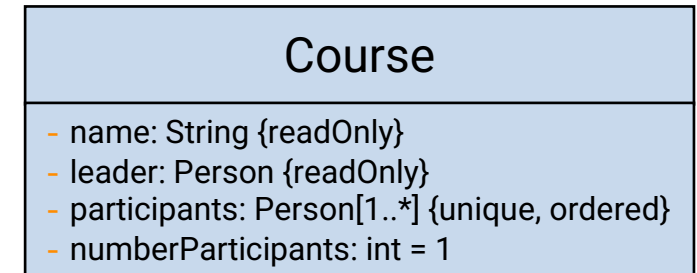 Course
- name: String {readOnly}
- leader: Person {readOnly}
- participants: Person[1..*] {unique, ordered}
- numberParticipants: int = 1